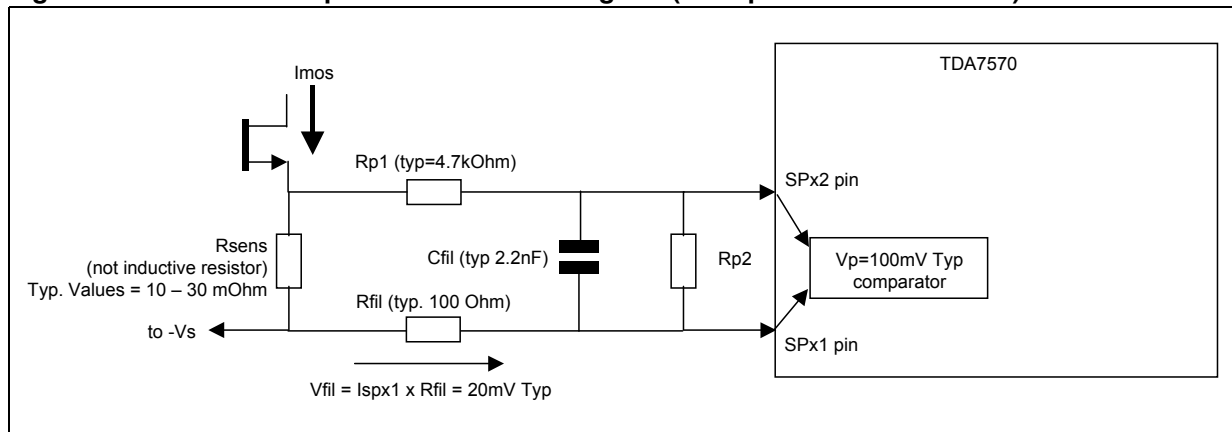 TDA7570
Imos
Rp1 (typ=4.7kOhm)
SPx2 pin
Rsens
(not inductive resistor)
Typ. Values = 10 – 30 mOhm
Cfil (typ 2.2nF)
Rp2
Vp=100mV Typ
comparator
Rfil (typ. 100 Ohm)
to -Vs
SPx1 pin
Vfil = Ispx1 x Rfil = 20mV Typ